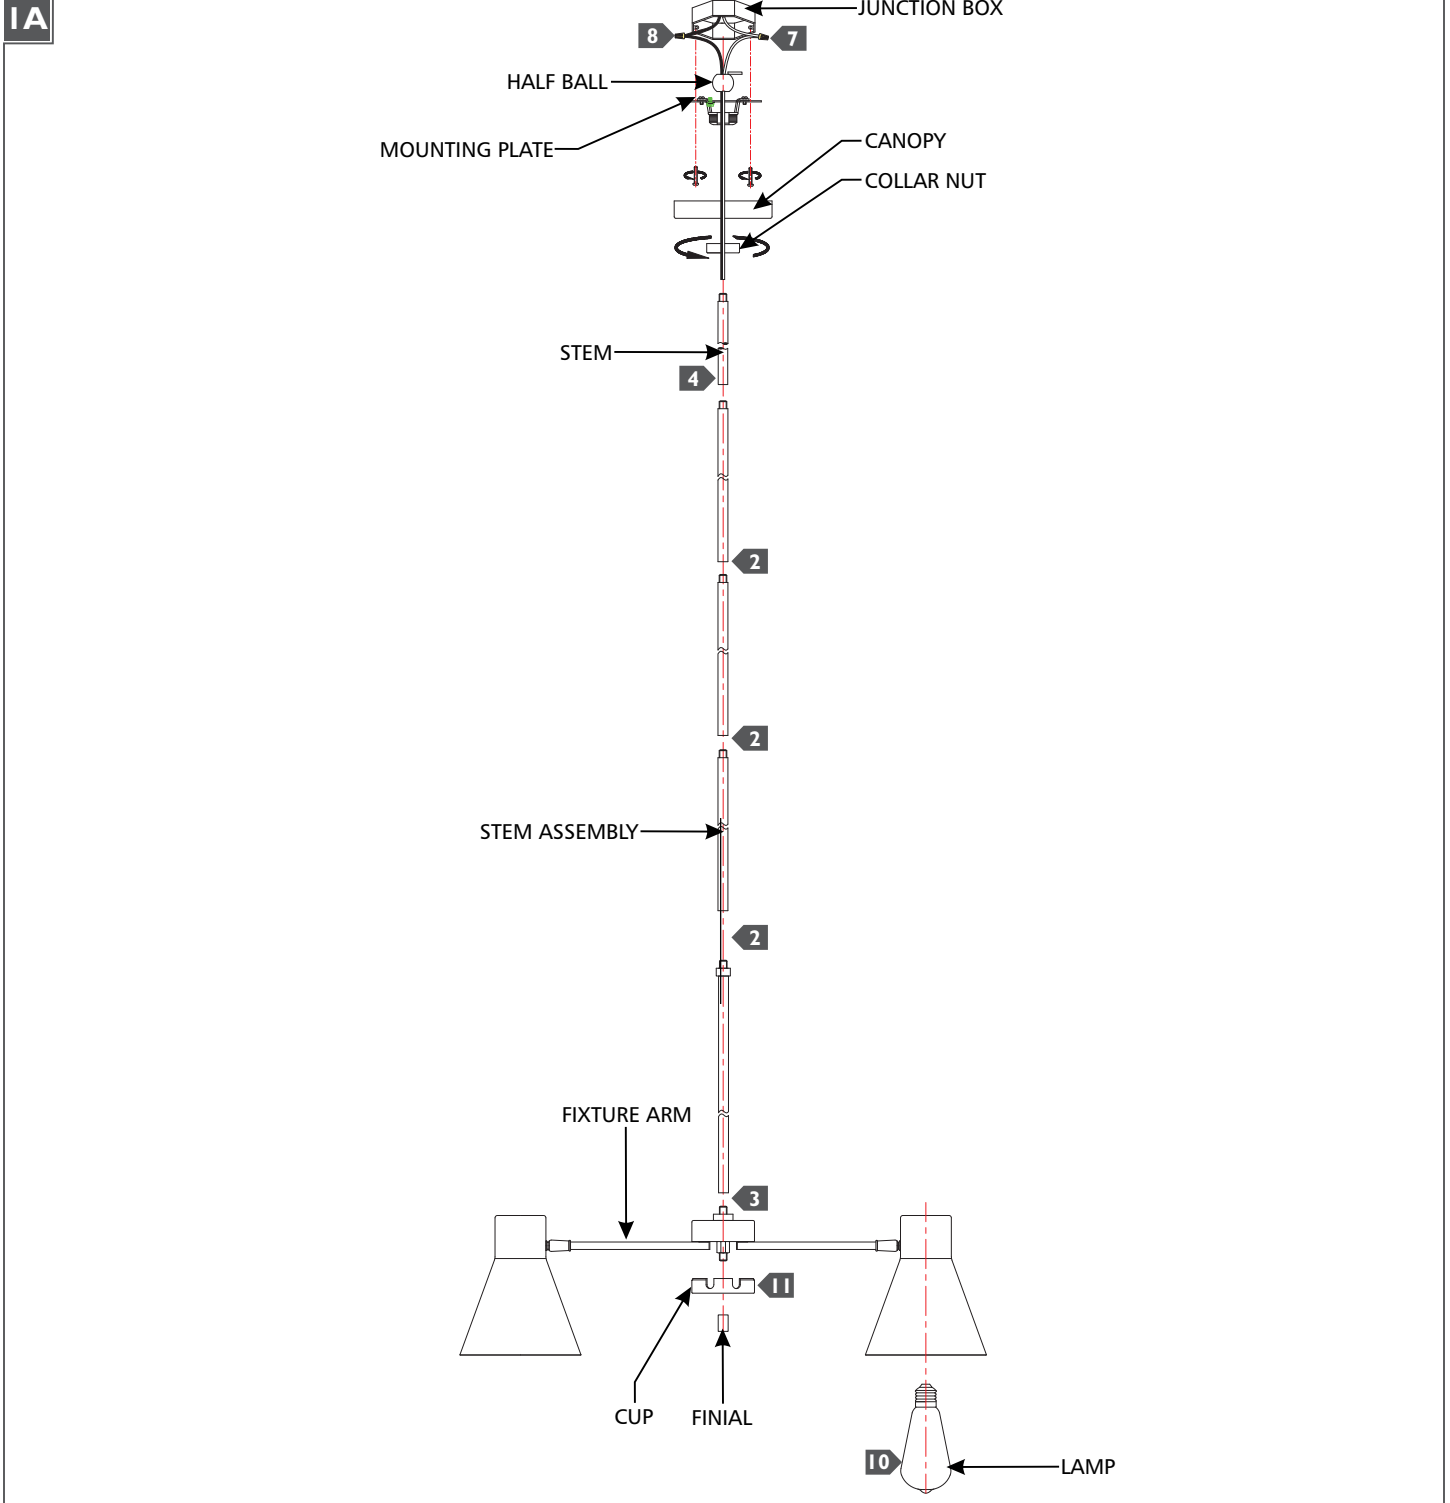 1A
JUNCTION BOX
8
7
HALF BALL
MOUNTING PLATE
CANOPY
COLLAR NUT
STEM
4
2
2
STEM ASSEMBLY
2
FIXTURE ARM
3
11
CUP
FINIAL
10
LAMP